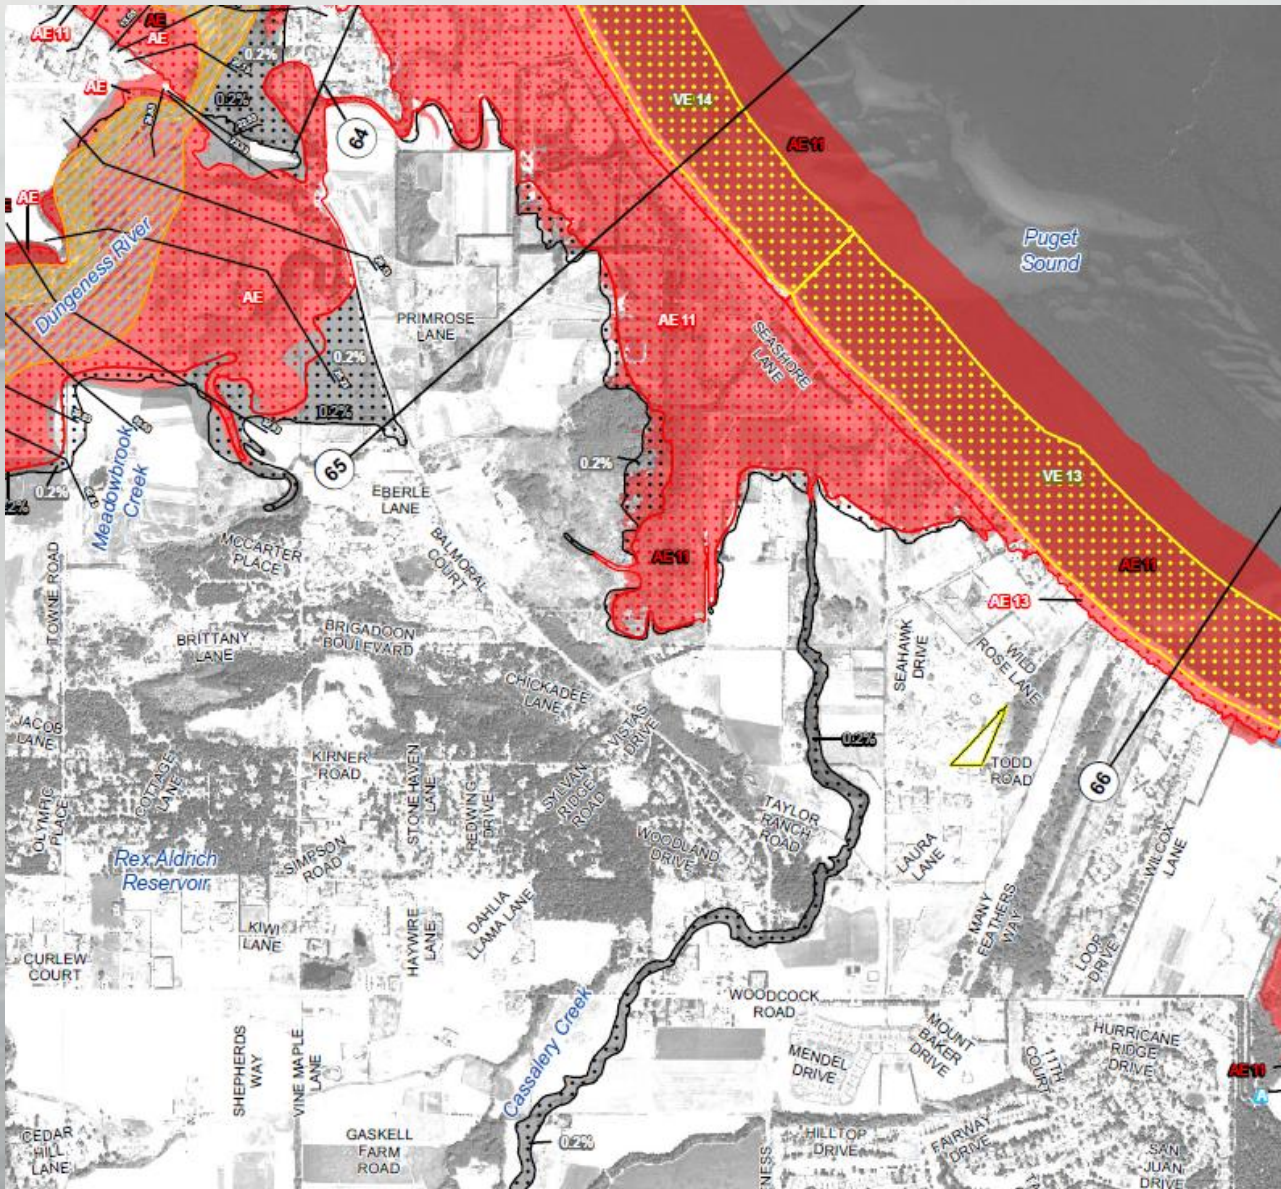 AE 11
AE
AE
0.2%
0.2%
AE
AE
64
VE 14
AE 11
Dungeness River
AE
PRIMROSE
LANE
0.2%
0.2%
65
AE 11
SEASHORE
LANE
Puget
Sound
0.2%
Meadowbrook
Creek
0.2%
EBERLE
LANE
MCCARTER
PLACE
BALMORAL
COURT
AE 11
VE 13
AE 11
AE 13
66
TOWNE ROAD
BRITTANY
LANE
BRIGADOON
BOULEVARD
CHICKADEE
LANE
VISTAS
DRIVE
SEAHAWK
DRIVE
WILD
ROSE LANE
JACOB
LANE
OLYMPIC
PLACE
COTTAGE
LANE
KIRNER
ROAD
STONE HAVEN
LANE
REDWING
DRIVE
SYLVAN
RIDGE
ROAD
0.2%
TODD
ROAD
WOODLAND
DRIVE
TAYLOR
RANCH
ROAD
LAURA
LANE
WILCOX
LANE
Rex Aldrich
Reservoir
SIMPSON
ROAD
KIWI
LANE
HAYWIRE
LANE
DAHLIA
LLAMA LANE
MANY
FEATHERS
WAY
LOOP
DRIVE
CURLEW
COURT
SHEPHERDS
WAY
VINE MAPLE
LANE
Cassalery Creek
WOODCOCK
ROAD
MENDEL
DRIVE
MOUNT
BAKER
DRIVE
11TH
COURT
HURRICANE
RIDGE
DRIVE
AE 11
A
CEDAR
HILL
LANE
GASKELL
FARM
ROAD
0.2%
NESS
HILLTOP
DRIVE
FAIRWAY
DRIVE
SAN
JUAN
DRIVE